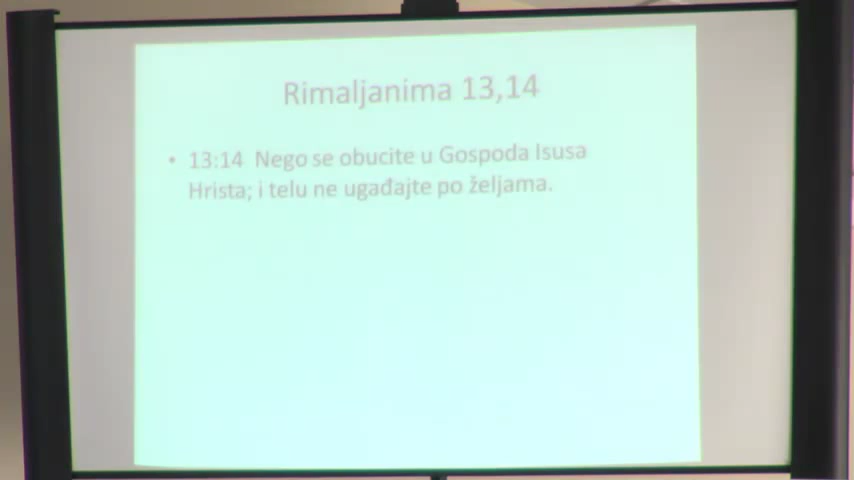 Rimaljanima 13,14
• 13:14 Nego se obucite u Gospoda Isusa
Hrista; i telu ne ugađajte po željama.